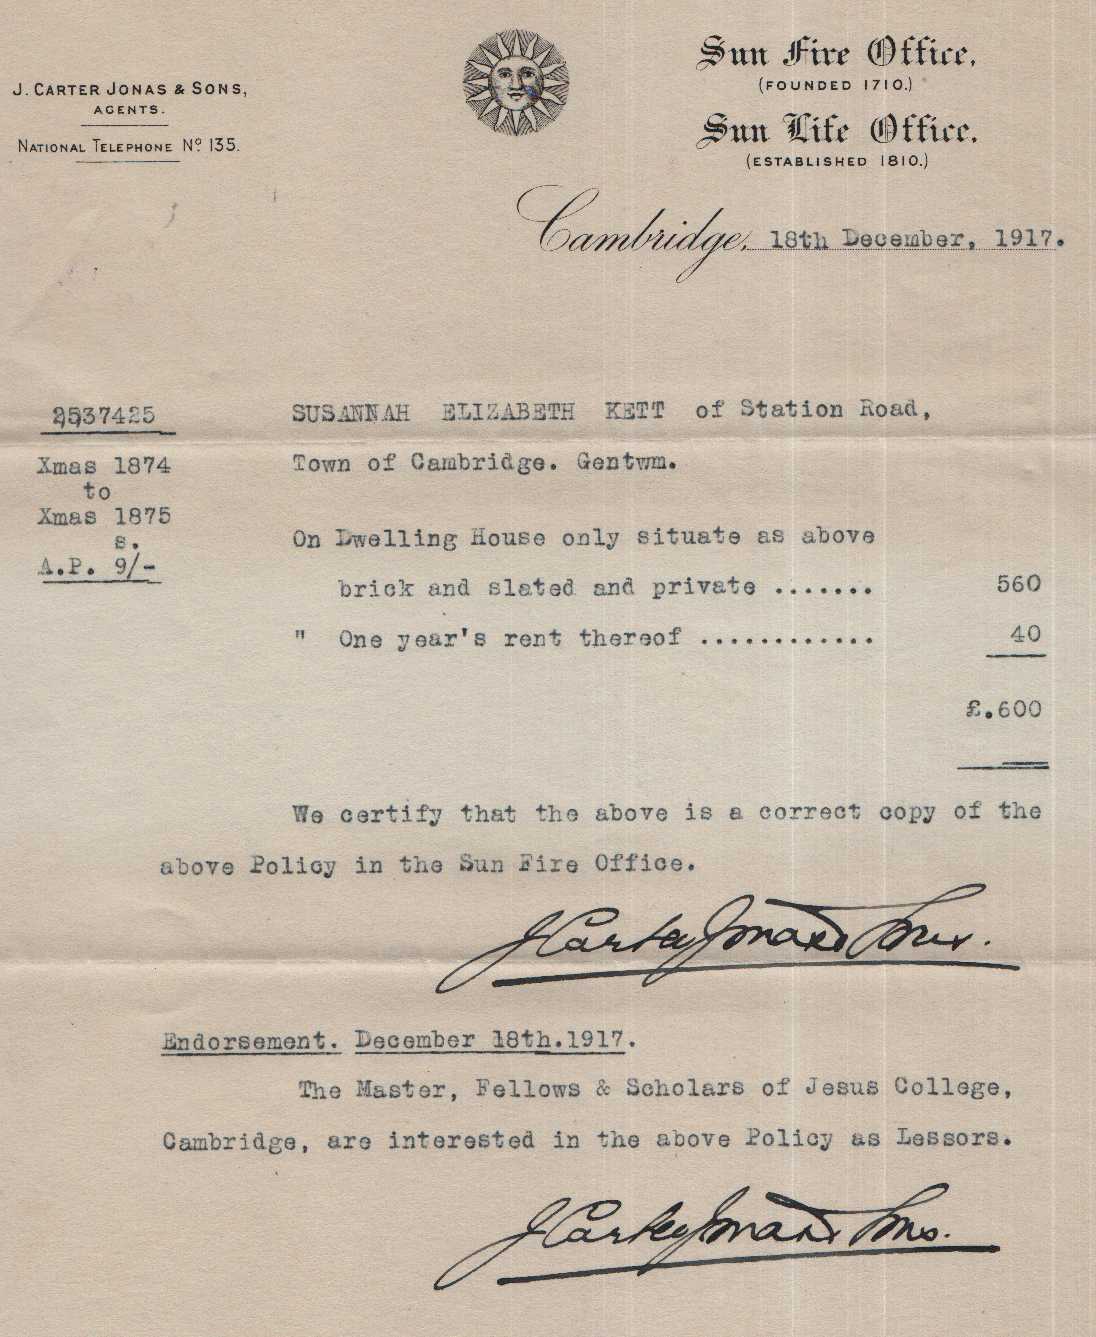 J. CARTER JONAS & SONS,
AGENTS.
NATIONAL TELEPHONE No. 135.
Sun Fire Office.
(FOUNDED 1710.)
Sun Life Office.
(ESTABLISHED 1810.)
Cambridge, 18th December, 1917.
2537425
Xmas 1874
to
Xmas 1875
s.
A.P. 9/-
SUSANNAH ELIZABETH KETT of Station Road,
Town of Cambridge. Gentwm.
On Dwelling House only situate as above
brick and slated and private ....... 560
" One year's rent thereof ............ 40
£.600
We certify that the above is a correct copy of the
above Policy in the Sun Fire Office.
J Carter Jonas & Sons.
Endorsement. December 18th.1917.
The Master, Fellows & Scholars of Jesus College,
Cambridge, are interested in the above Policy as Lessors.
J Carter Jonas & Sons.